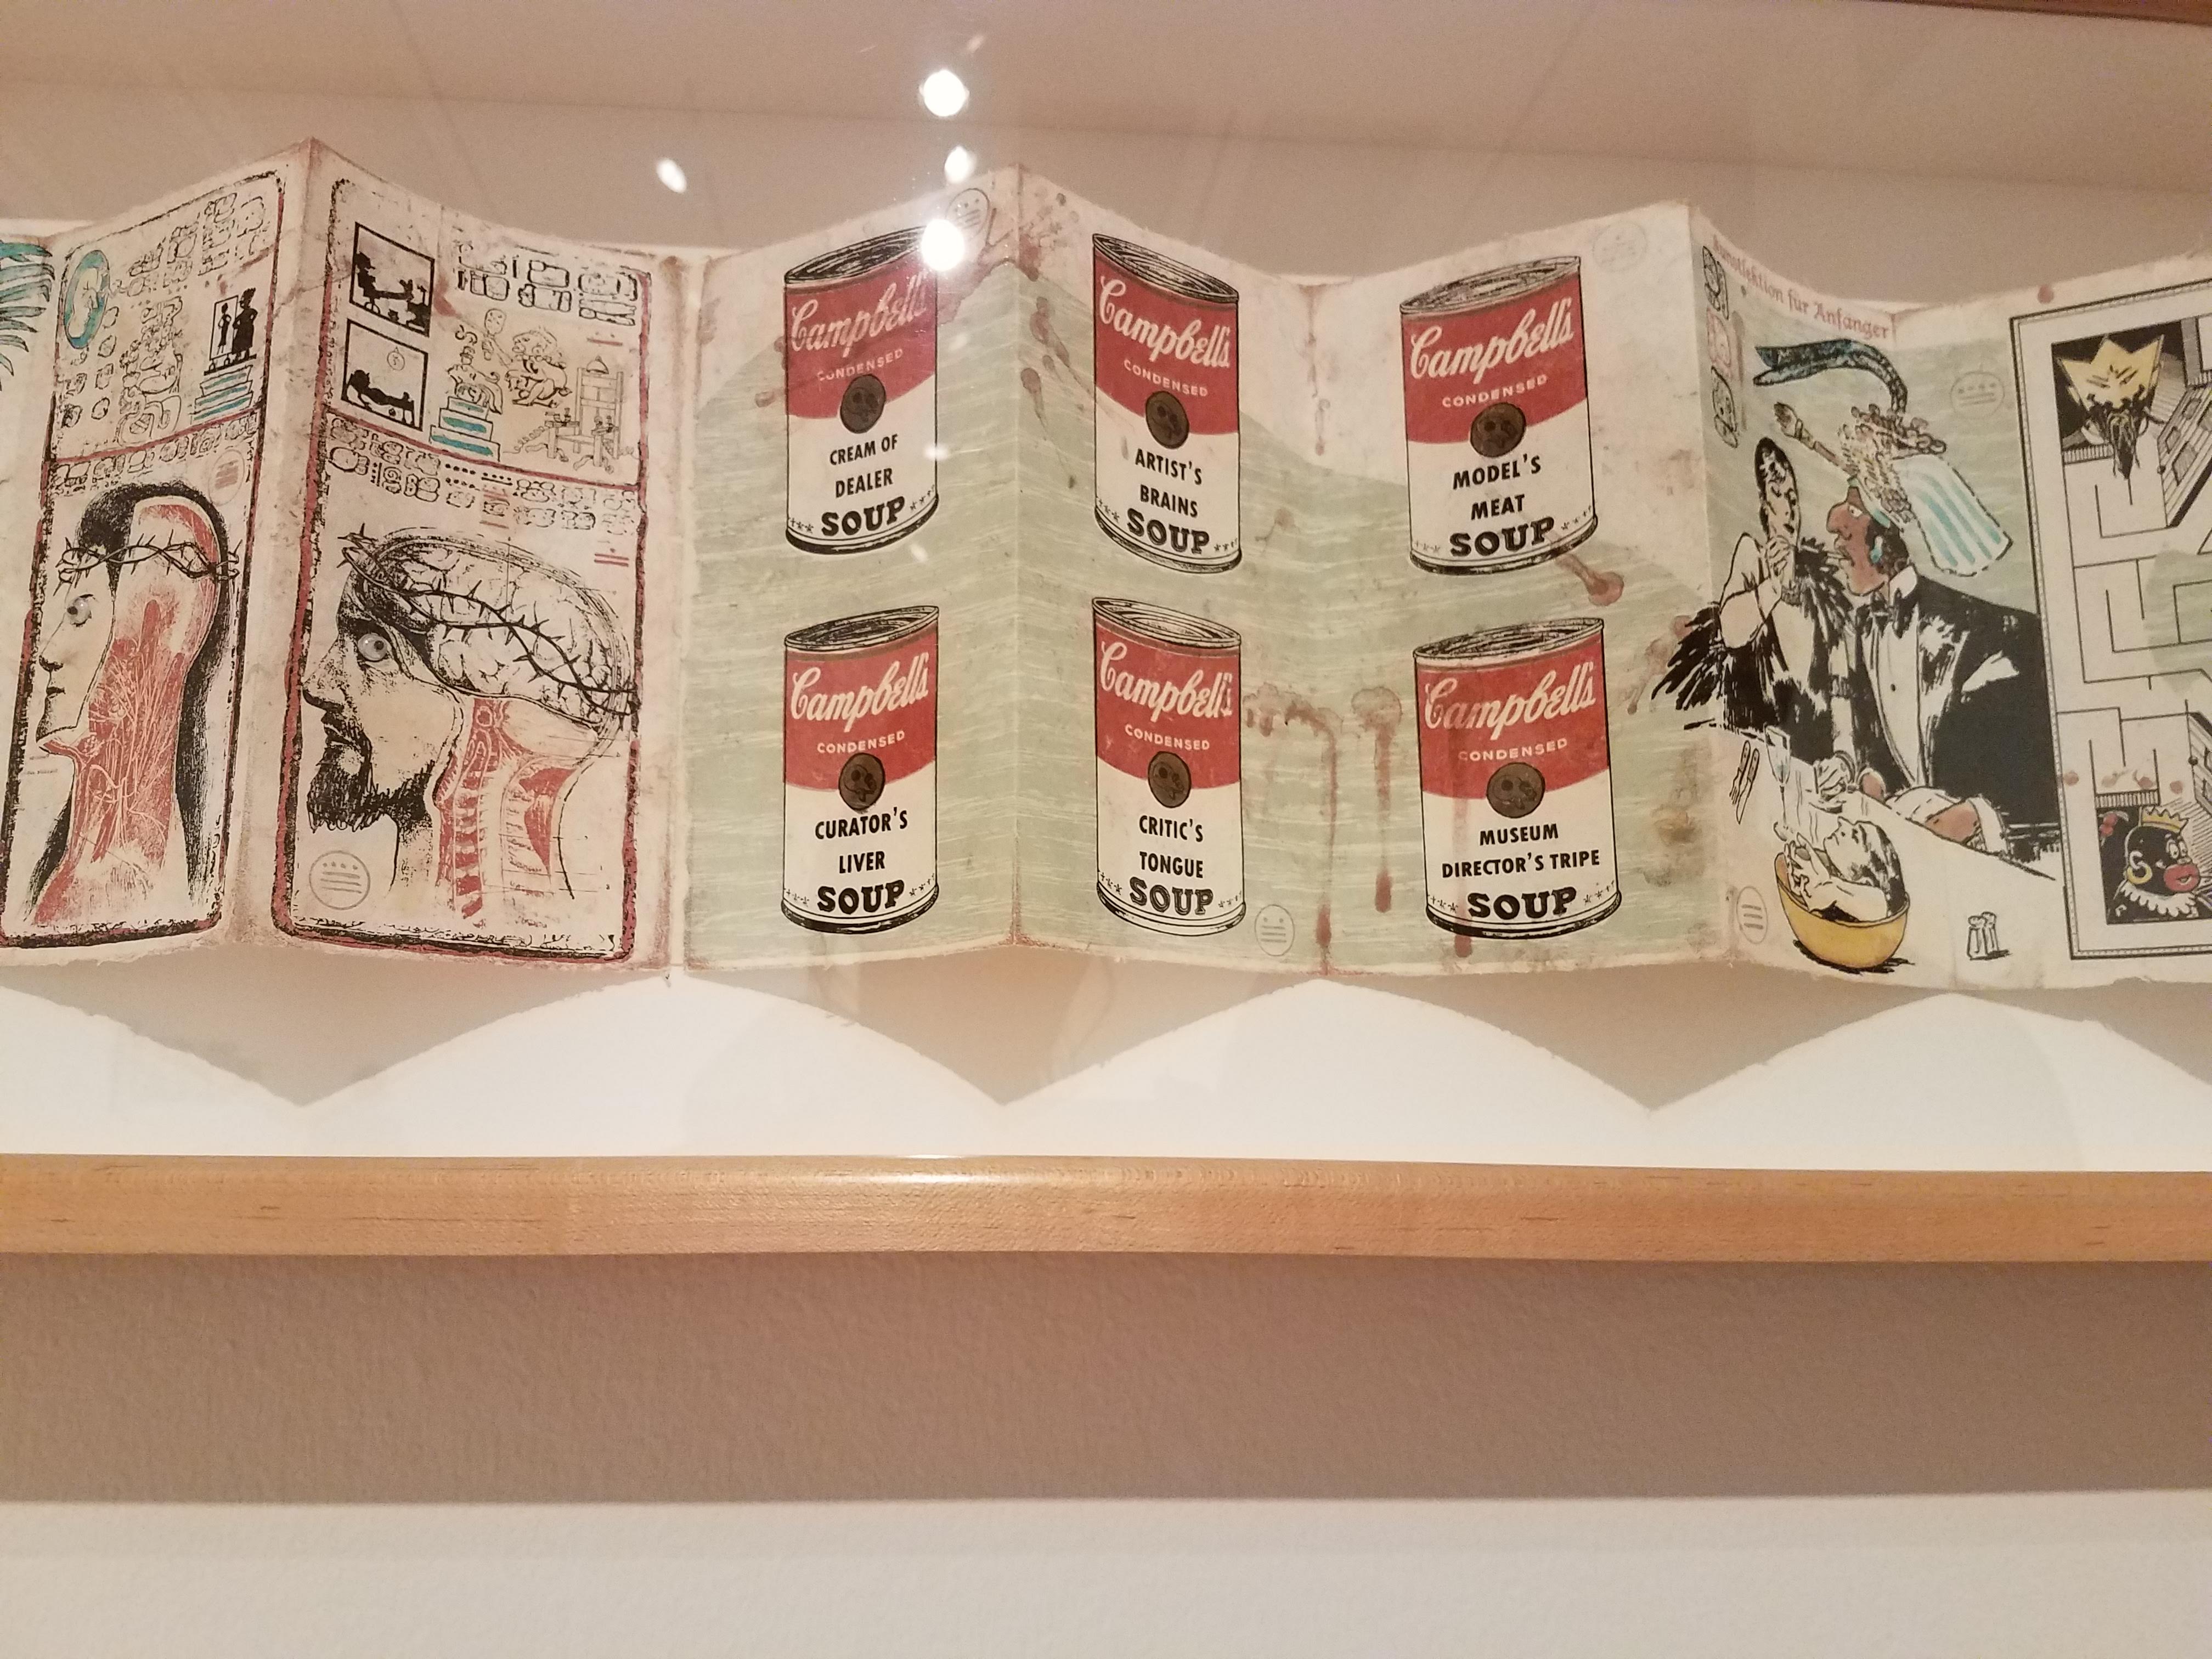 Campbell's
CONDENSED
CREAM OF
DEALER
SOUP
Campbell's
CONDENSED
ARTIST'S
BRAINS
SOUP
Campbell's
CONDENSED
MODEL'S
MEAT
SOUP
Campbell's
CONDENSED
CURATOR'S
LIVER
SOUP
Campbell's
CONDENSED
CRITIC'S
TONGUE
SOUP
Campbell's
CONDENSED
MUSEUM
DIRECTOR'S TRIPE
SOUP
für Anfänger